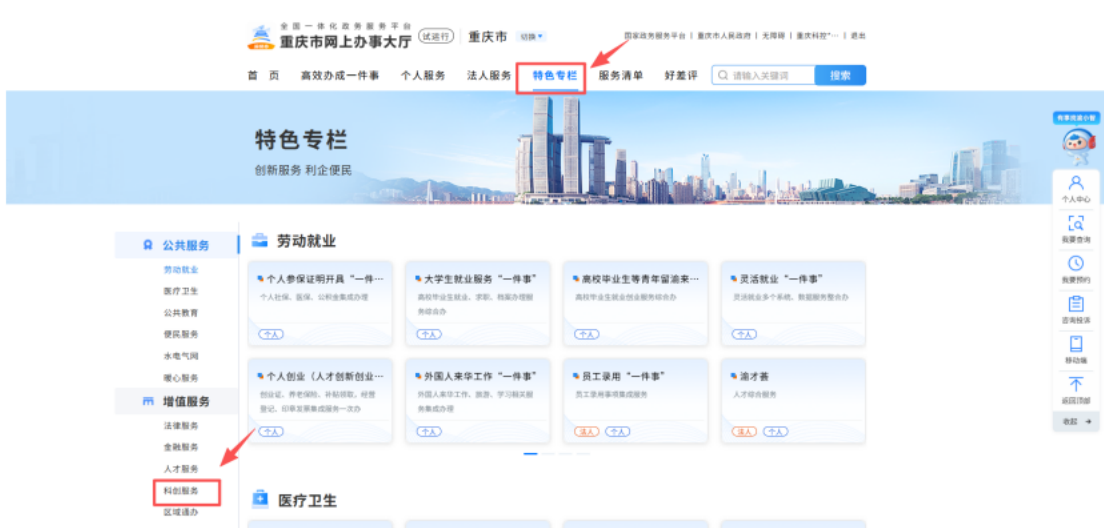 全国一体化政务服务平台
重庆市网上办事大厅 试运行 重庆市 切换
国家政务服务平台 | 重庆市人民政府 | 无障碍 | 重庆科控*··· | 退出
首 页 高效办成一件事 个人服务 法人服务 特色专栏 服务清单 好差评 请输入关键词 搜索
特色专栏
创新服务 利企便民
个人中心
我要查询
我要预约
咨询投诉
移动端
返回顶部
收起
公共服务
劳动就业
医疗卫生
公共教育
便民服务
水电气网
暖心服务
增值服务
法律服务
金融服务
人才服务
科创服务
区域通办
劳动就业
个人参保证明开具“一件···
个人社保、医保、公积金集成办理
个人
大学生就业服务“一件事”
高校毕业生就业、求职、档案办理服
务综合办
个人
高校毕业生等青年留渝来···
高校毕业生就业创业服务综合办
个人
灵活就业“一件事”
灵活就业多个系统、数据服务整合办
个人
个人创业（人才创新创业···
创业证、养老保险、补贴领取、经营
登记、印章发票集成服务一次办
个人
外国人来华工作“一件事”
外国人来华工作、旅游、学习相关服
务集成办理
个人
员工录用“一件事”
员工录用事项集成服务
法人 个人
渝才荟
人才综合服务
法人 个人
医疗卫生